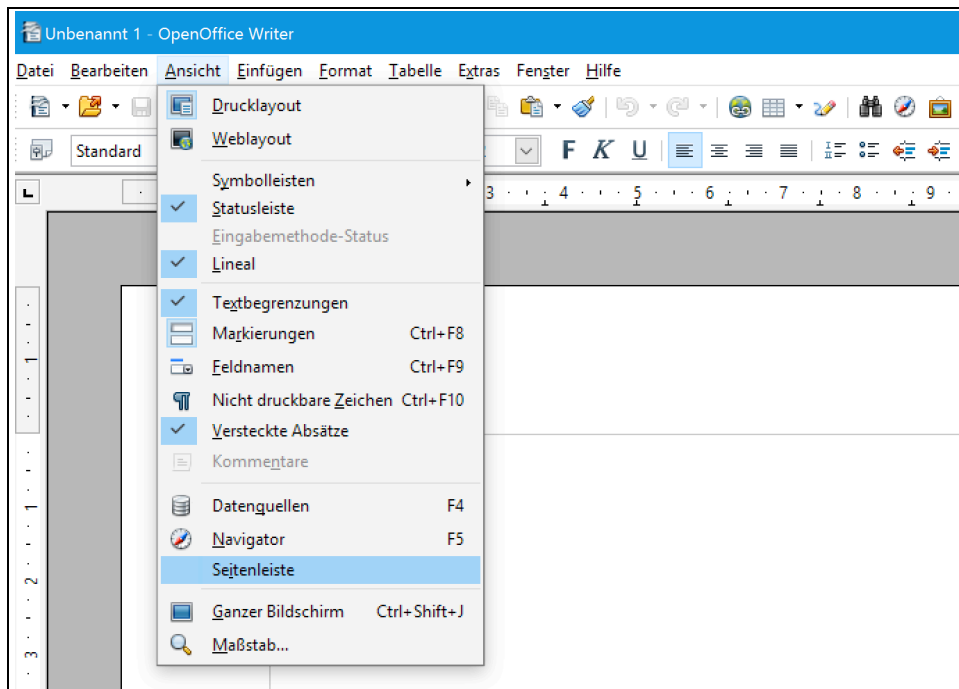 Unbenannt 1 - OpenOffice Writer
Datei Bearbeiten Ansicht Einfügen Format Tabelle Extras Fenster Hilfe
Drucklayout
Weblayout
Standard
F K U
Symbolleisten
3 4 5 6 7 8 9
Statusleiste
Eingabemethode-Status
Lineal
Textbegrenzungen
Markierungen Ctrl+F8
1
Feldnamen Ctrl+F9
Nicht druckbare Zeichen Ctrl+F10
Versteckte Absätze
Kommentare
Datenquellen F4
1
Navigator F5
Seitenleiste
2
Ganzer Bildschirm Ctrl+Shift+J
Maßstab...
3